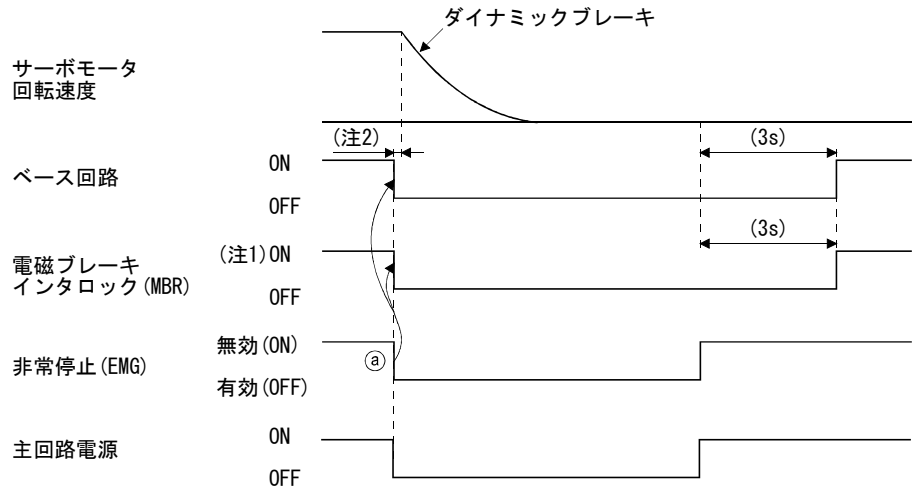 ダイナミックブレーキ
サーボモータ
回転速度
(注2)
(3s)
ベース回路
ON
OFF
(3s)
電磁ブレーキ
インタロック(MBR)
(注1)ON
OFF
非常停止(EMG)
無効(ON)
ⓐ
有効(OFF)
主回路電源
ON
OFF